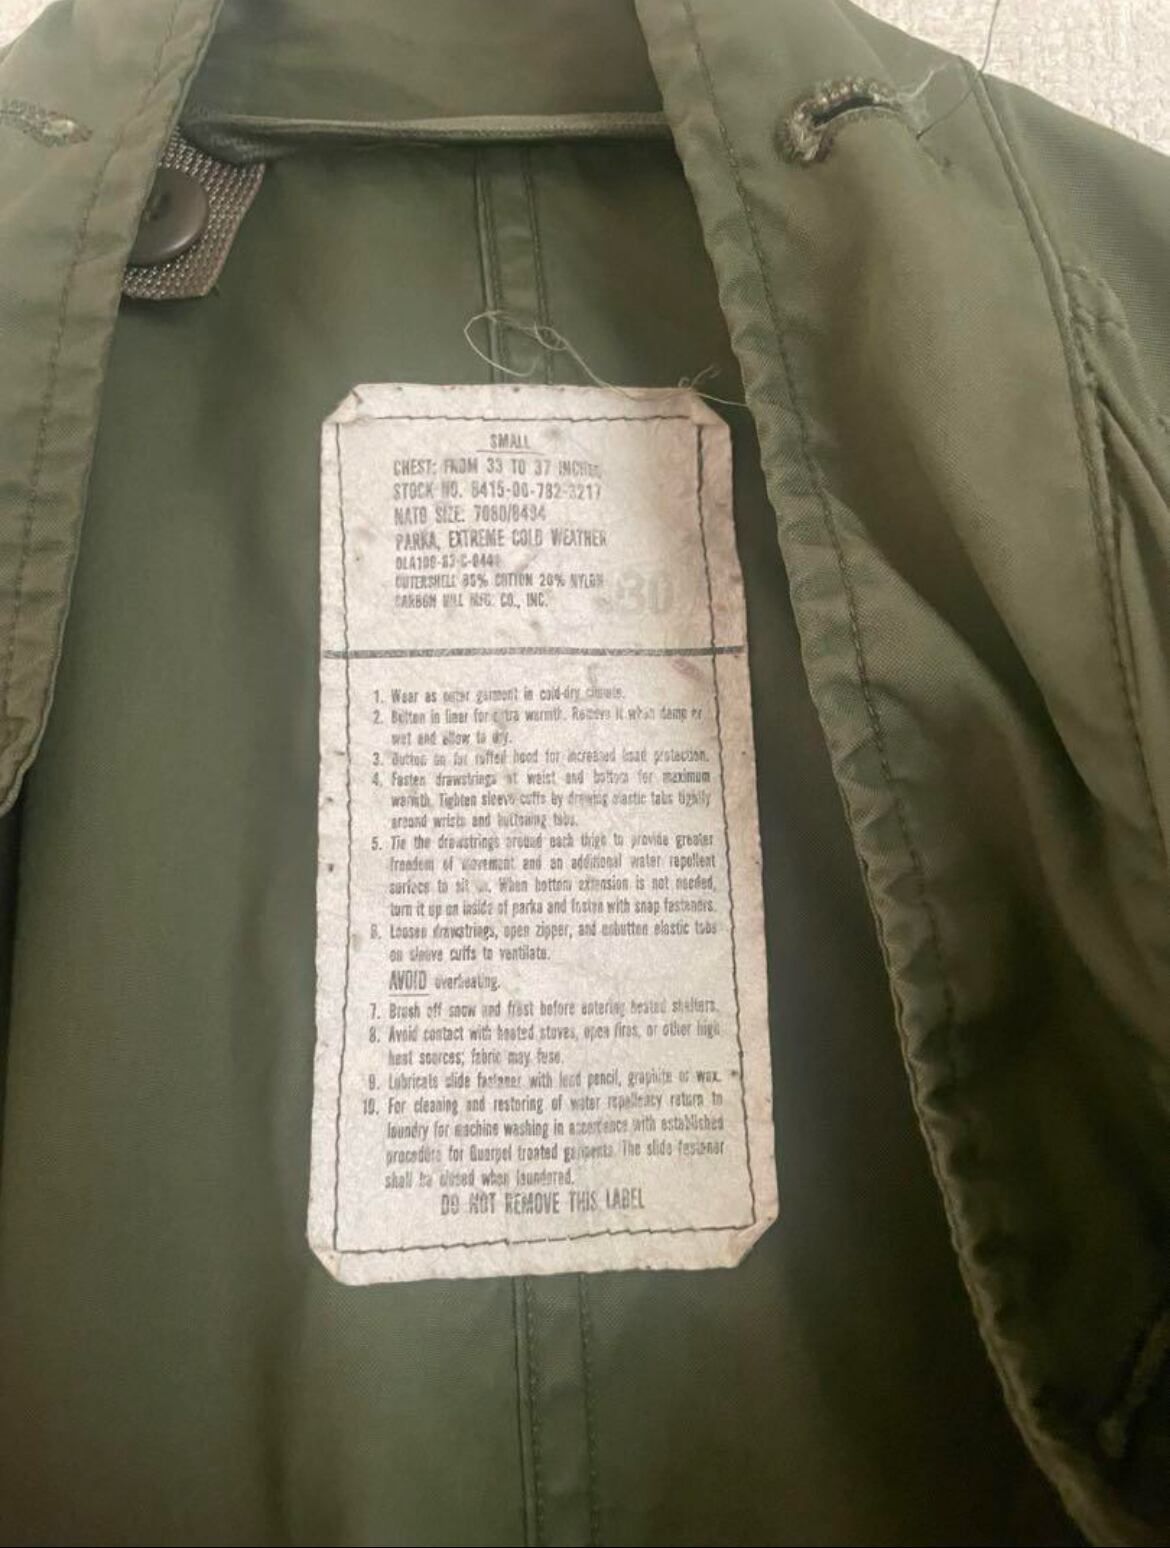 SMALL
CHEST: FROM 33 TO 37 INCHES
STOCK NO. 8415-00-782-3217
NATO SIZE: 7080/8494
PARKA, EXTREME COLD WEATHER
DLA100-83-C-
OUTERSHELL 80% COTTON 20% NYLON
CARBON HILL MFG. CO., INC.
30
1. Wear as outer garment in cold-dry climate.
2. Button in liner for extra warmth. Remove it when damp or
wet and allow to dry.
3. Button on fur ruffed hood for increased head protection.
4. Fasten drawstrings at waist and bottom for maximum
warmth. Tighten sleeve cuffs by drawing elastic tabs tightly
around wrists and buttoning tabs.
5. Tie the drawstrings around each thigh to provide greater
freedom of movement and an additional water repellent
surface to sit on. When bottom extension is not needed,
turn it up on inside of parka and fasten with snap fasteners.
6. Loosen drawstrings, open zipper, and unbutton elastic tabs
on sleeve cuffs to ventilate.
AVOID overheating.
7. Brush off snow and frost before entering heated shelters.
8. Avoid contact with heated stoves, open fires, or other high
heat sources; fabric may fuse.
9. Lubricate slide fastener with lead pencil, graphite or wax.
10. For cleaning and restoring of water repellency return to
laundry for machine washing in accordance with established
procedure for Quarpel treated garments. The slide fastener
shall be closed when laundered.
DO NOT REMOVE THIS LABEL